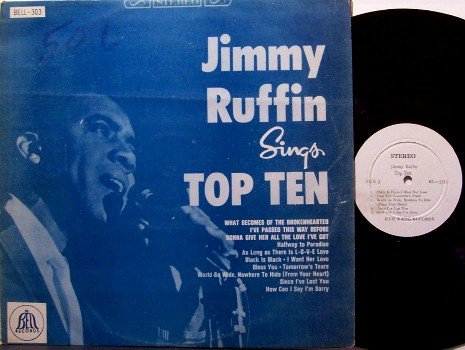 BELL-303
STEREO
50¢
Jimmy
Ruffin
Sings
TOP TEN
WHAT BECOMES OF THE BROKENHEARTED
I'VE PASSED THIS WAY BEFORE
GONNA GIVE HER ALL THE LOVE I'VE GOT
Halfway to Paradise
As Long as There Is L-O-V-E Love
Black Is Black • I Want Her Love
Bless You • Tomorrow's Tears
World So Wide, Nowhere To Hide (From Your Heart)
Since I've Lost You
How Can I Say I'm Sorry
BELL
RECORDS
STEREO
Jimmy Ruffin
Top Ten